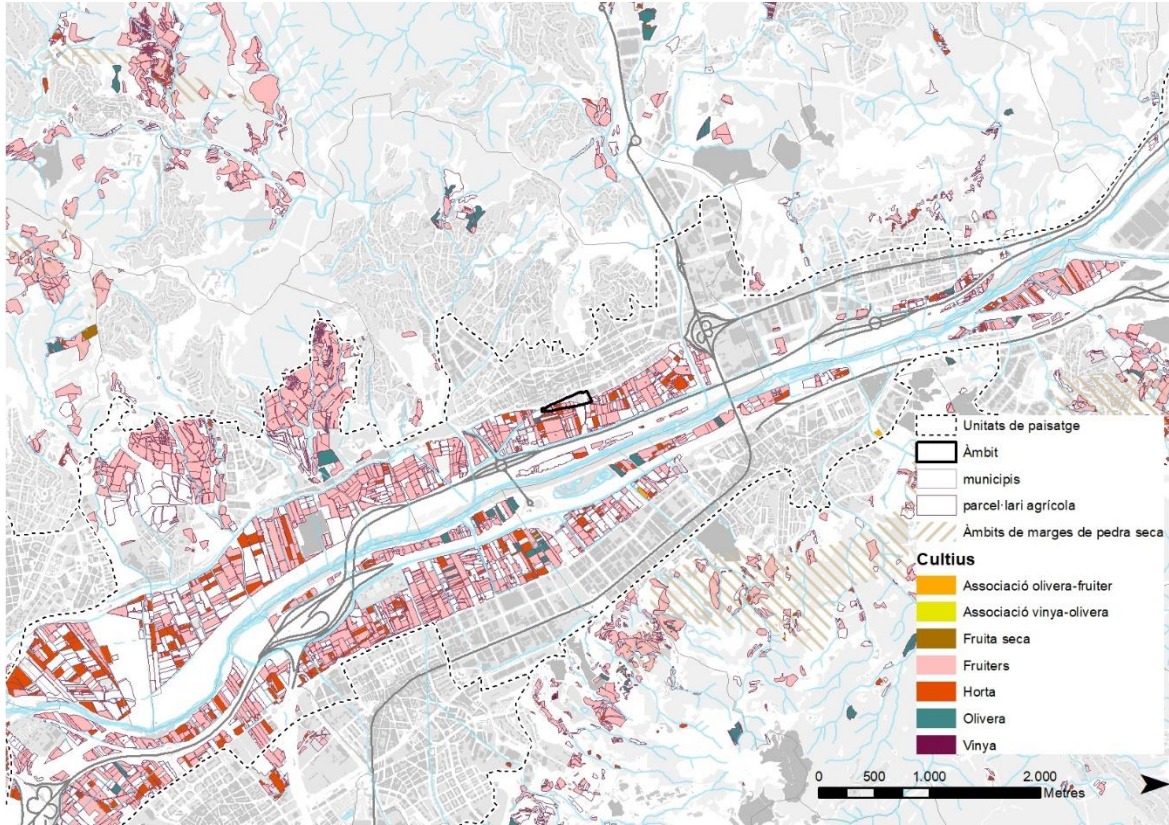 Unitats de paisatge
Àmbit
municipis
parcel·lari agrícola
Àmbits de marges de pedra seca
Cultius
Associació olivera-fruiter
Associació vinya-olivera
Fruita seca
Fruiters
Horta
Olivera
Vinya
0 500 1.000 2.000
Metres